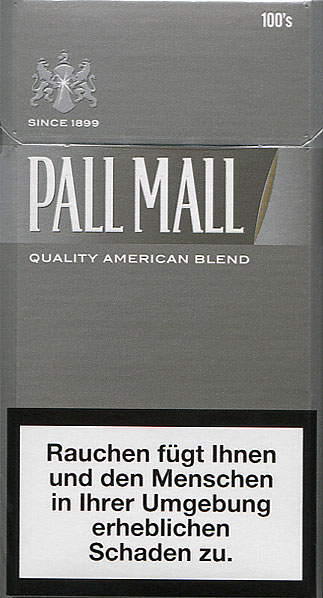 100's
SINCE 1899
PALL MALL
QUALITY AMERICAN BLEND
Rauchen fügt Ihnen
und den Menschen
in Ihrer Umgebung
erheblichen
Schaden zu.